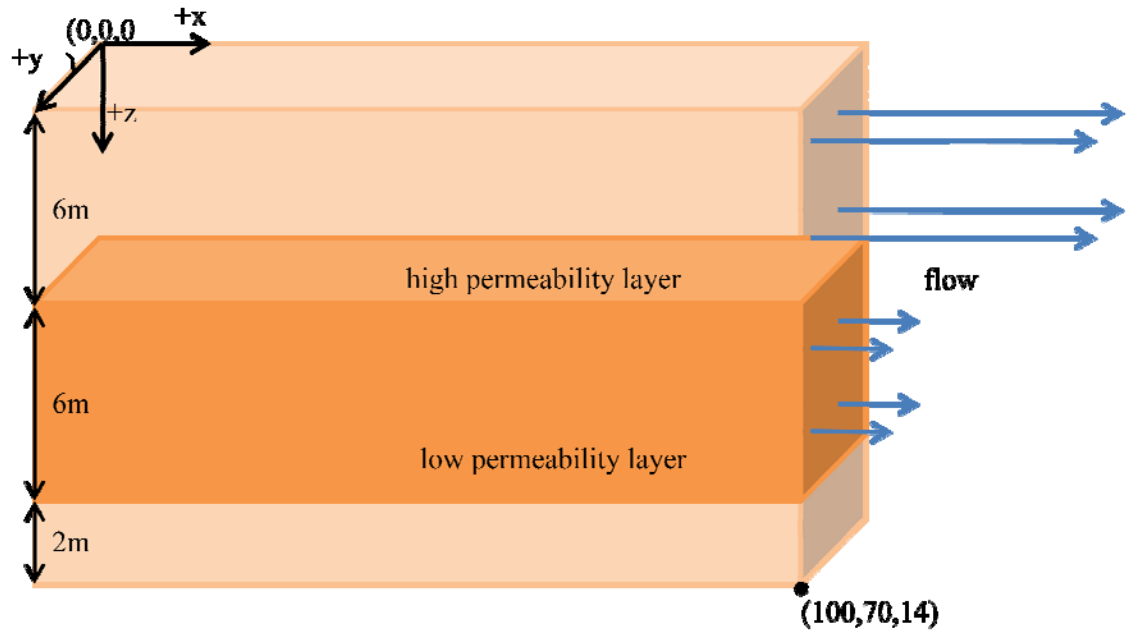 (0,0,0
)
+x
+y
+z
6m
high permeability layer
flow
6m
low permeability layer
2m
(100,70,14)